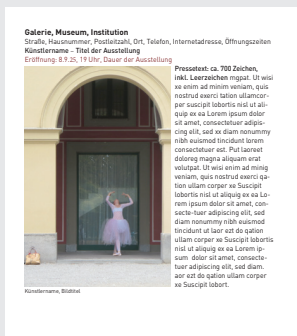 Galerie, Museum, Institution
Straße, Hausnummer, Postleitzahl, Ort, Telefon, Internetadresse, Öffnungszeiten
Künstlername – Titel der Ausstellung
Eröffnung: 8.9.25, 19 Uhr, Dauer der Ausstellung
Pressetext: ca. 700 Zeichen,
inkl. Leerzeichen mgpat. Ut wisi
xe enim ad minim veniam, quis
nostrud exerci tation ullamcor-
per suscipit lobortis nisl ut ali-
quip ex ea Lorem ipsum dolor
sit amet, consectetuer adipis-
cing elit, sed xx diam nonummy
nibh euismod tincidunt lorem
consectetuer est. Put laoreet
doloreg magna aliquam erat
volutpat. Ut wisi enim ad minig
veniam, quis nostrud exerci qa-
tion ullam corper xe Suscipit
lobortis nisl ut aliquig ex ea Lo-
rem ipsum dolor sit amet, con-
secte-tuer adipiscing elit, sed
diam nonummy nibh euismod
tincidunt ut laor ezt do qation
ullam corper xe Suscipit lobortis
nisl ut aliquig ex ea Lorem ip-
sum dolor sit amet, consecte-
tuer adipiscing elit, sed diam.
aor ezt do qation ullam corper
xe Suscipit lobort.
Künstlername, Bildtitel